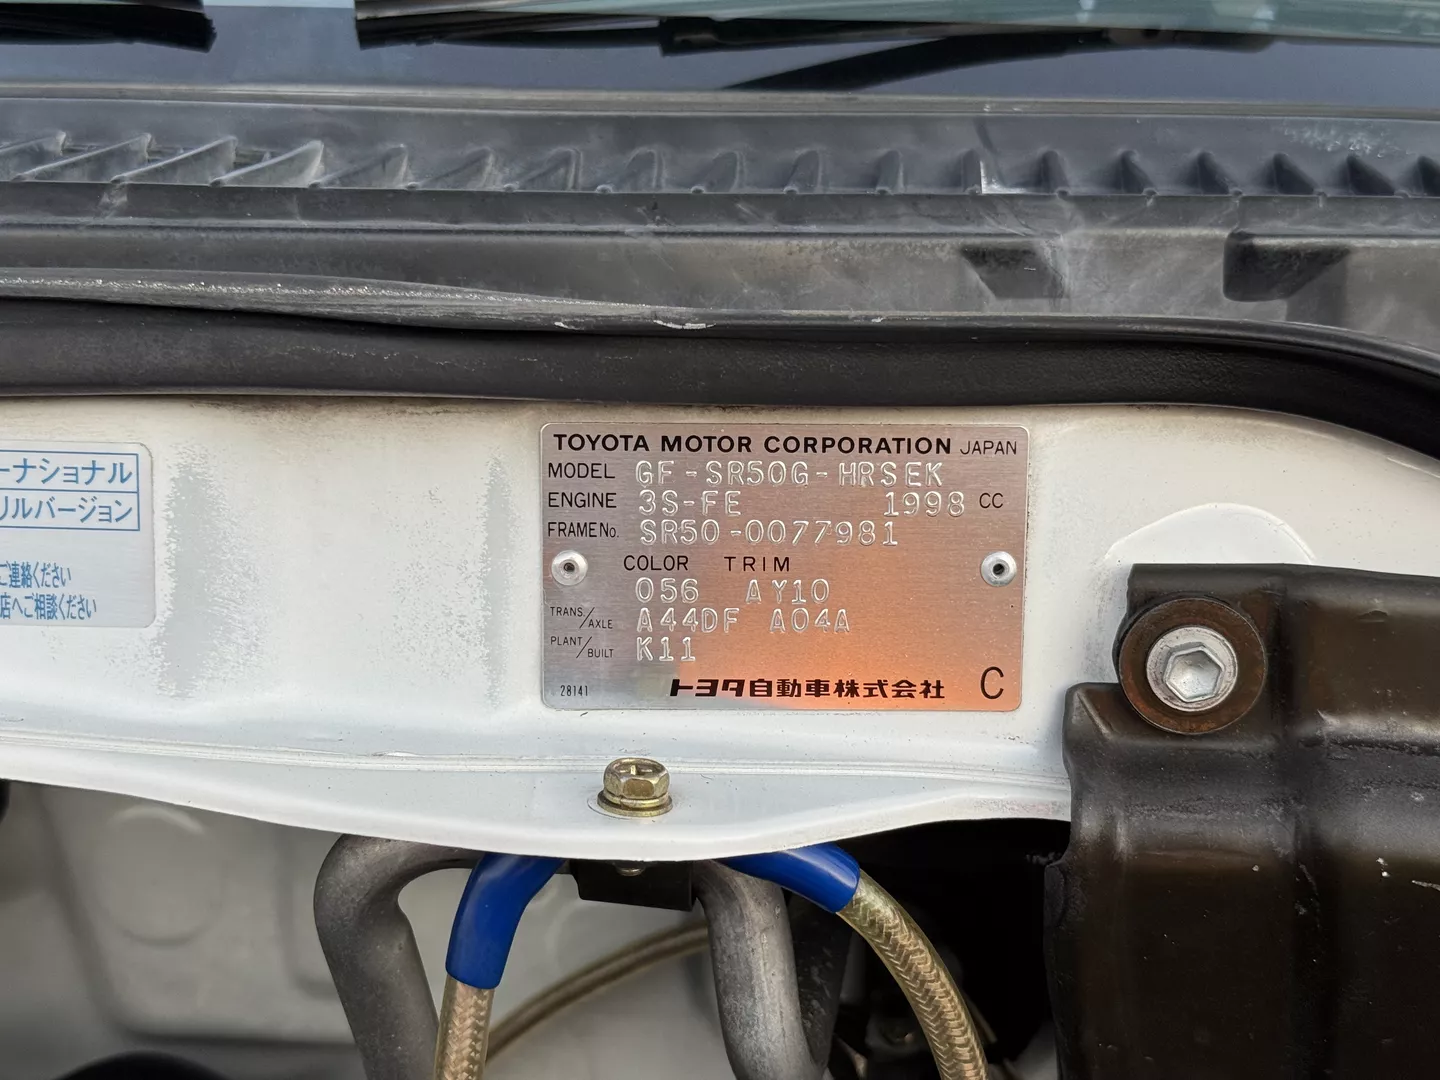 ーナショナル
リルバージョン
ご連絡ください
店へご相談ください
TOYOTA MOTOR CORPORATION JAPAN
MODEL GF-SR50G-HRSEK
ENGINE 3S-FE 1998 CC
FRAME No. SR50-0077981
COLOR TRIM
056 AY10
TRANS/AXLE A44DF A04A
PLANT/BUILT K11
28141 トヨタ自動車株式会社 C